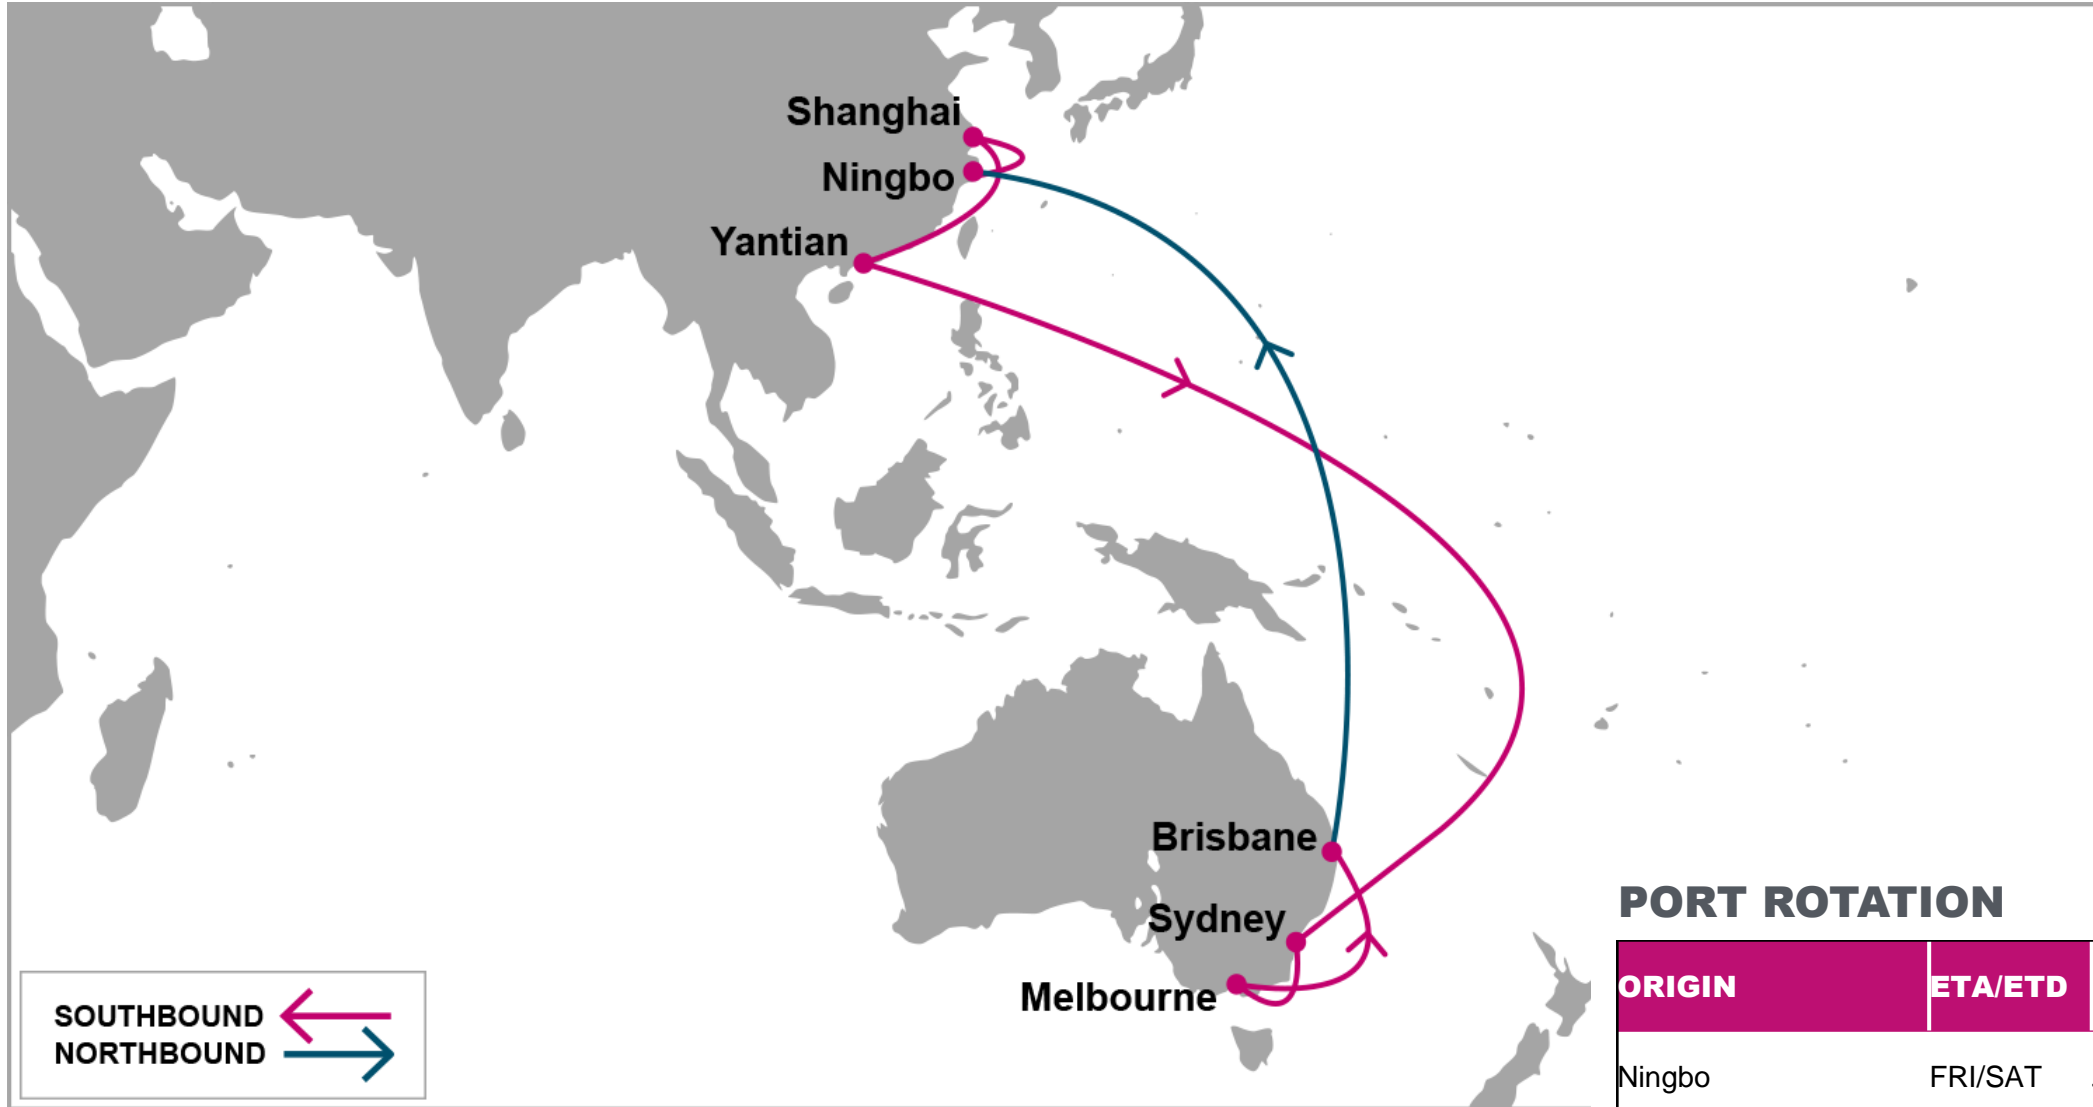 Shanghai
Ningbo
Yantian
Brisbane
Sydney
Melbourne
SOUTHBOUND
NORTHBOUND
PORT ROTATION
ORIGIN ETA/ETD
Ningbo FRI/SAT